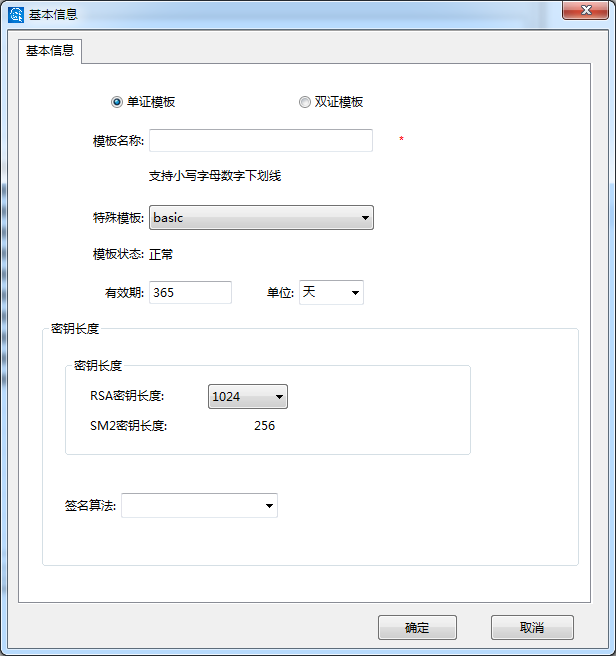 基本信息
基本信息
单证模板 双证模板
模板名称: *
支持小写字母数字下划线
特殊模板: basic
模板状态: 正常
有效期: 365 单位: 天
密钥长度
密钥长度
RSA密钥长度: 1024
SM2密钥长度: 256
签名算法:
确定 取消